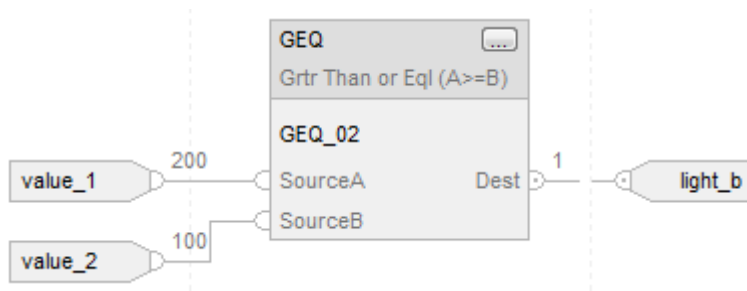 GEQ
...
Grtr Than or Eql (A>=B)
GEQ_02
200
1
value_1
SourceA
Dest
light_b
SourceB
100
value_2